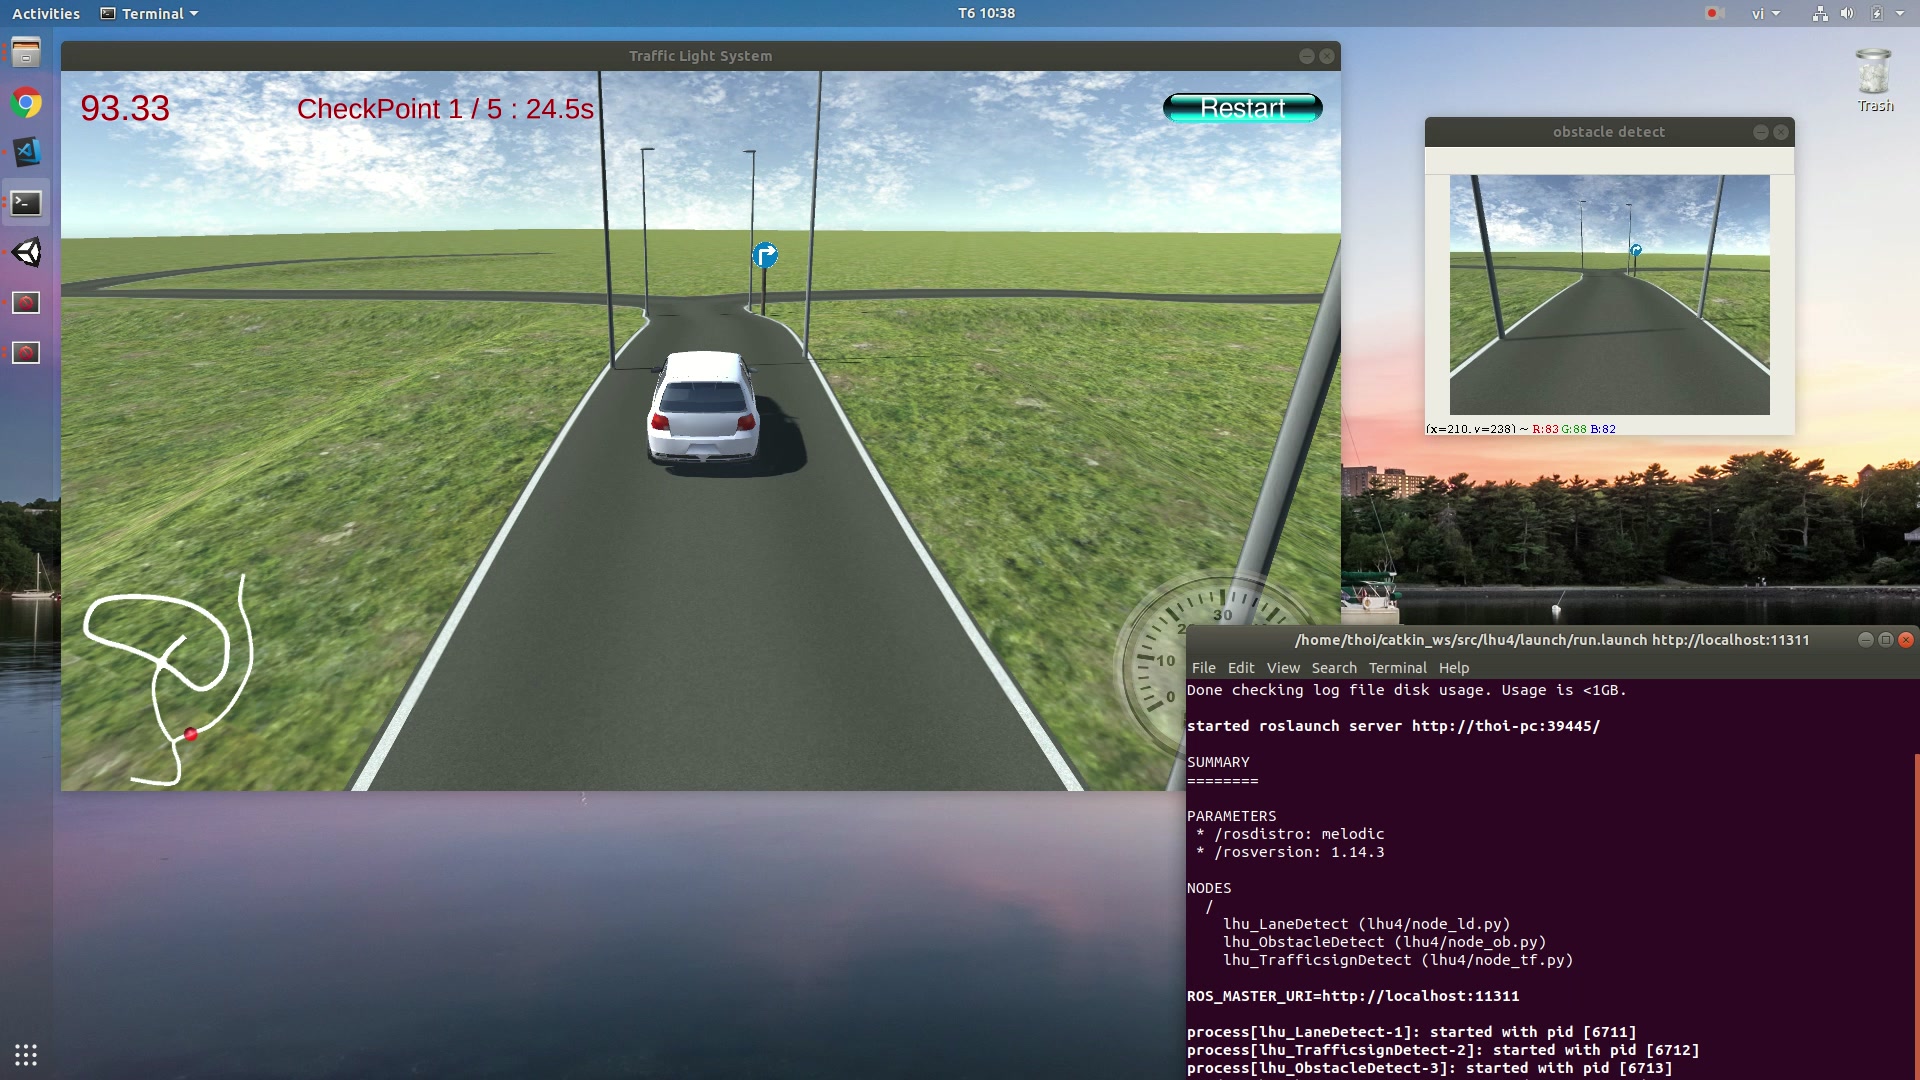 Activities
Terminal
T6 10:38
vi
Traffic Light System
93.33
CheckPoint 1 / 5 : 24.5s
Restart
Trash
obstacle detect
(x=210, y=238) ~ R:83 G:88 B:82
30
10
0
/home/thoi/catkin_ws/src/lhu4/launch/run.launch http://localhost:11311
File Edit View Search Terminal Help
Done checking log file disk usage. Usage is <1GB.
started roslaunch server http://thoi-pc:39445/
SUMMARY
========
PARAMETERS
* /rosdistro: melodic
* /rosversion: 1.14.3
NODES
/
lhu_LaneDetect (lhu4/node_ld.py)
lhu_ObstacleDetect (lhu4/node_ob.py)
lhu_TrafficsignDetect (lhu4/node_tf.py)
ROS_MASTER_URI=http://localhost:11311
process[lhu_LaneDetect-1]: started with pid [6711]
process[lhu_TrafficsignDetect-2]: started with pid [6712]
process[lhu_ObstacleDetect-3]: started with pid [6713]